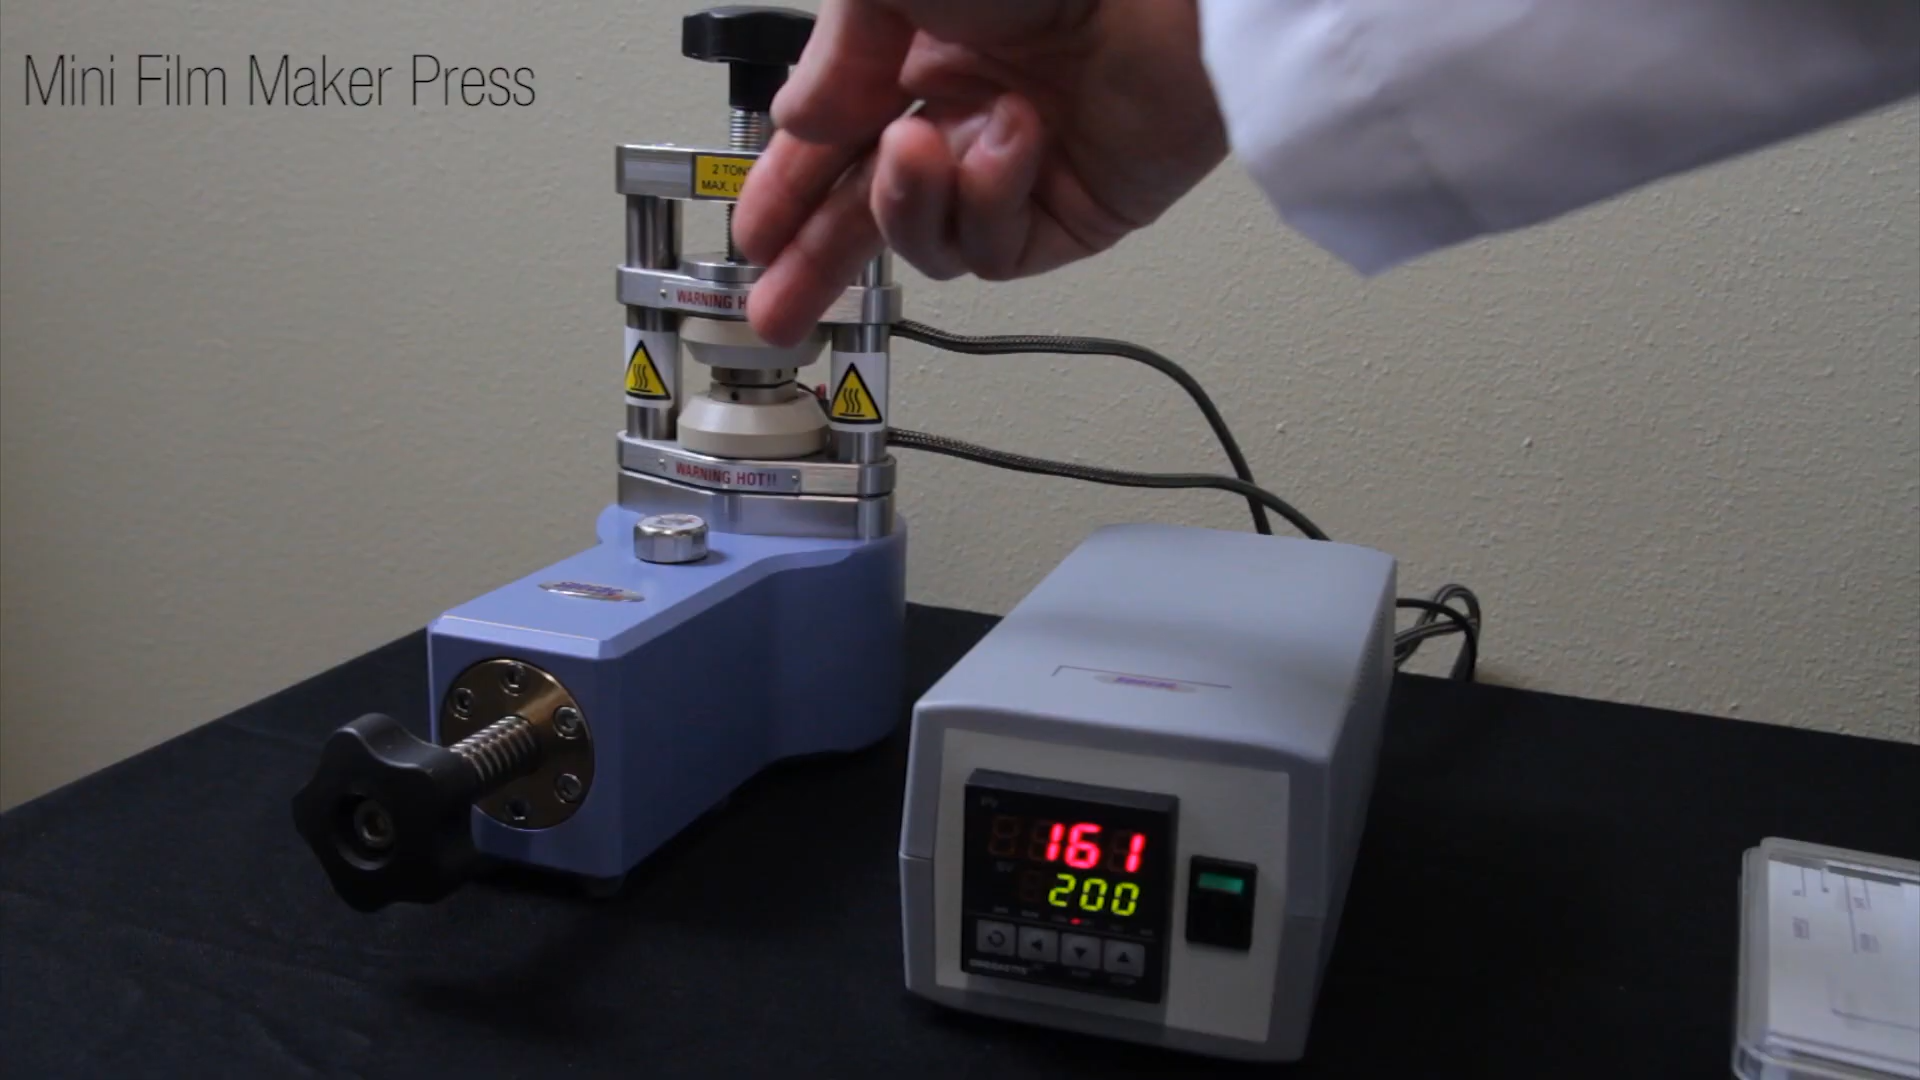 Mini Film Maker Press
2 TON
MAX. L
WARNING H
WARNING HOT!!
161
200